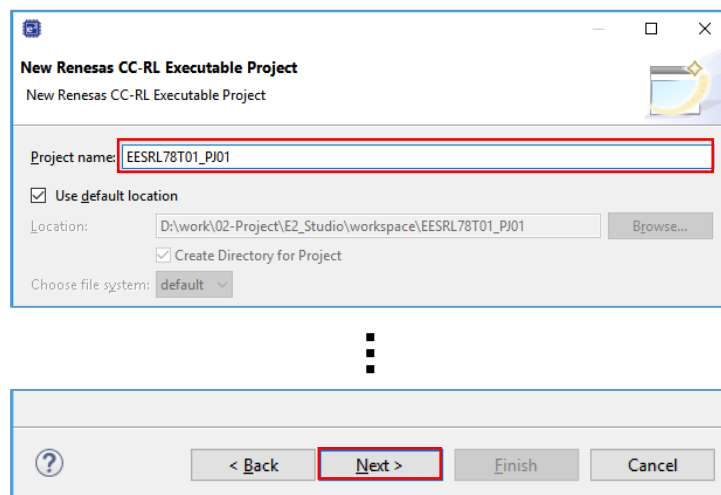 New Renesas CC-RL Executable Project
New Renesas CC-RL Executable Project
Project name: EESRL78T01_PJ01
Use default location
Location: D:\work\02-Project\E2_Studio\workspace\EESRL78T01_PJ01 Browse...
Create Directory for Project
Choose file system: default
< Back Next > Finish Cancel